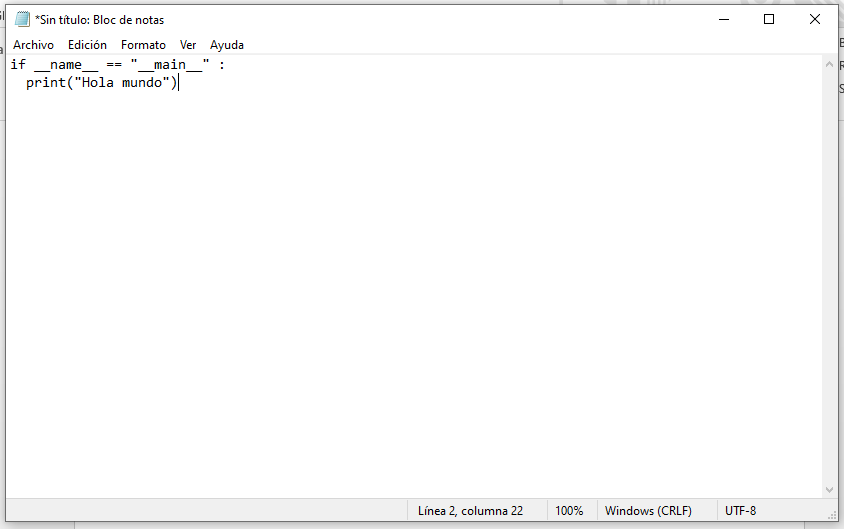 *Sin título: Bloc de notas
Archivo Edición Formato Ver Ayuda
if __name__ == "__main__" :
  print("Hola mundo")
Línea 2, columna 22 100% Windows (CRLF) UTF-8